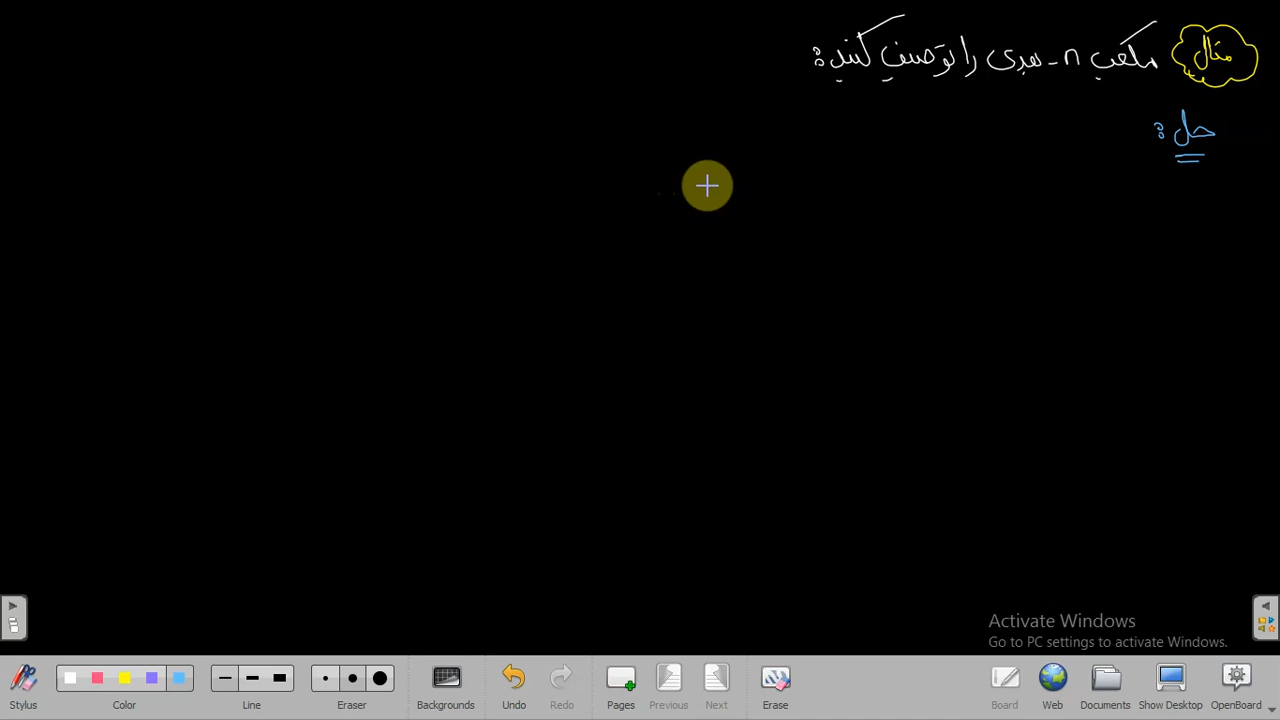 مثال مکعب n-بعدی را توصیف کنید:
حل:
Activate Windows
Go to PC settings to activate Windows.
Stylus Color Line Eraser Backgrounds Undo Redo Pages Previous Next Erase Board Web Documents Show Desktop OpenBoard